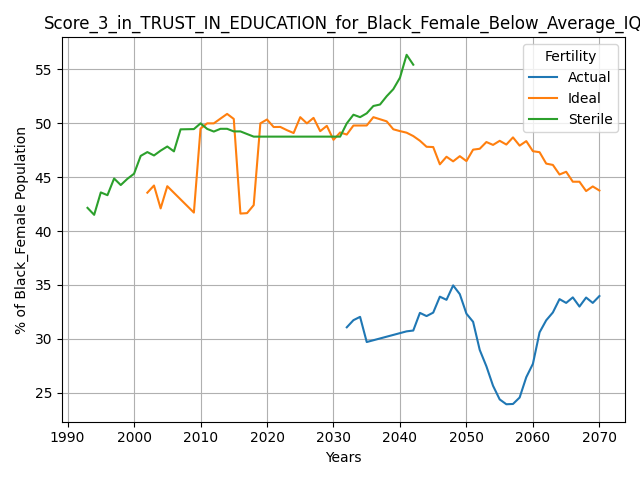 Score_3_in_TRUST_IN_EDUCATION_for_Black_Female_Below_Average_IQ
Fertility
Actual
Ideal
Sterile
% of Black_Female Population
55
50
45
40
35
30
25
1990 2000 2010 2020 2030 2040 2050 2060 2070
Years